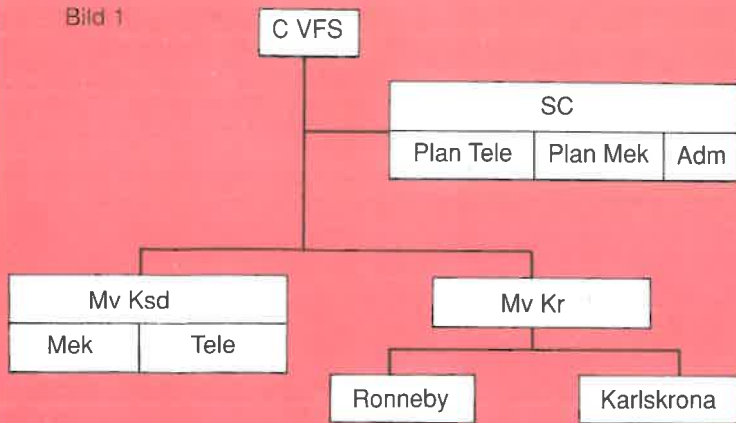 Bild 1
C VFS
SC
Plan Tele Plan Mek Adm
Mv Ksd
Mek Tele
Mv Kr
Ronneby Karlskrona